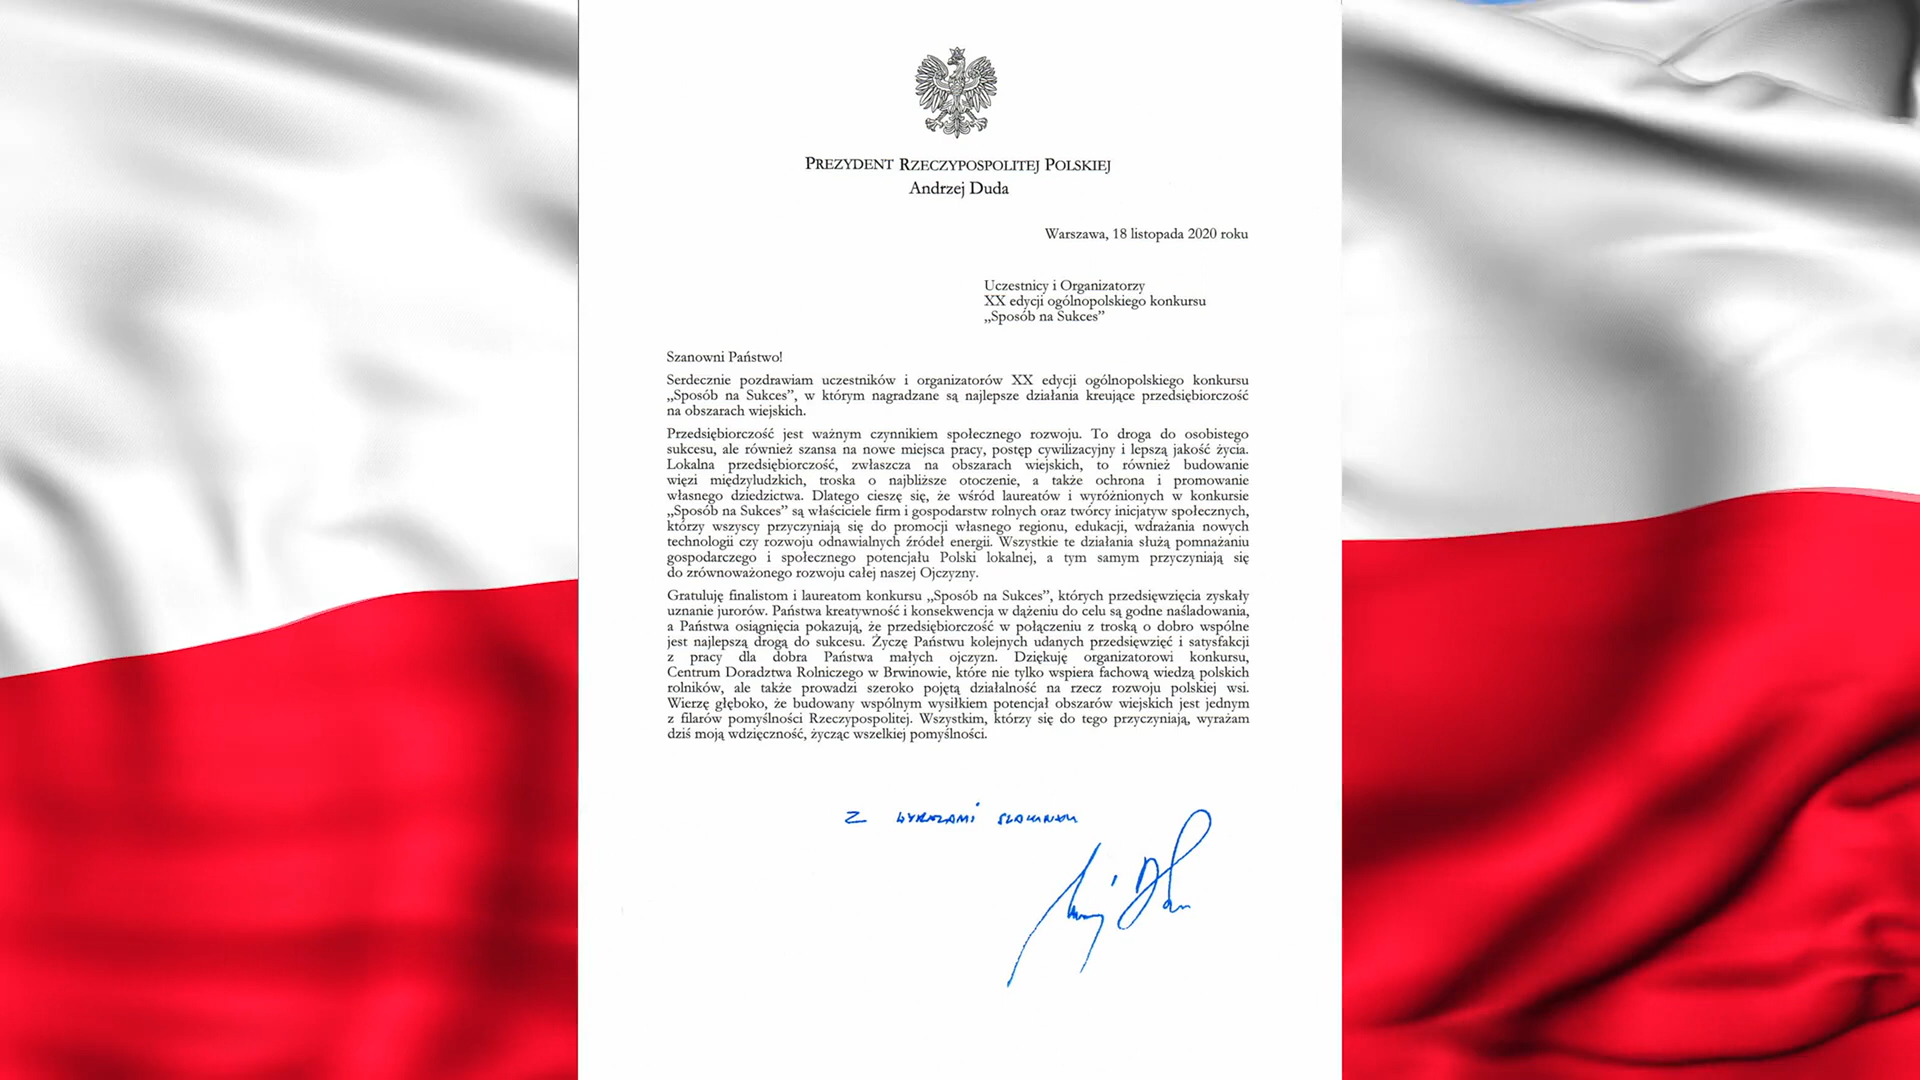 PREZYDENT RZECZYPOSPOLITEJ POLSKIEJ
Andrzej Duda
Warszawa, 18 listopada 2020 roku
Uczestnicy i Organizatorzy
XX edycji ogólnopolskiego konkursu
„Sposób na Sukces”
Szanowni Państwo!
Serdecznie pozdrawiam uczestników i organizatorów XX edycji ogólnopolskiego konkursu
„Sposób na Sukces”, w którym nagradzane są najlepsze działania kreujące przedsiębiorczość
na obszarach wiejskich.
Przedsiębiorczość jest ważnym czynnikiem społecznego rozwoju. To droga do osobistego
sukcesu, ale również szansa na nowe miejsca pracy, postęp cywilizacyjny i lepszą jakość życia.
Lokalna przedsiębiorczość, zwłaszcza na obszarach wiejskich, to również budowanie
więzi międzyludzkich, troska o najbliższe otoczenie, a także ochrona i promowanie
własnego dziedzictwa. Dlatego cieszę się, że wśród laureatów i wyróżnionych w konkursie
„Sposób na Sukces” są właściciele firm i gospodarstw rolnych oraz twórcy inicjatyw społecznych,
którzy wszyscy przyczyniają się do promocji własnego regionu, edukacji, wdrażania nowych
technologii czy rozwoju odnawialnych źródeł energii. Wszystkie te działania służą pomnażaniu
gospodarczego i społecznego potencjału Polski lokalnej, a tym samym przyczyniają się
do zrównoważonego rozwoju całej naszej Ojczyzny.
Gratuluję finalistom i laureatom konkursu „Sposób na Sukces”, których przedsięwzięcia zyskały
uznanie jurorów. Państwa kreatywność i konsekwencja w dążeniu do celu są godne naśladowania,
a Państwa osiągnięcia pokazują, że przedsiębiorczość w połączeniu z troską o dobro wspólne
jest najlepszą drogą do sukcesu. Życzę Państwu kolejnych udanych przedsięwzięć i satysfakcji
z pracy dla dobra Państwa małych ojczyzn. Dziękuję organizatorowi konkursu,
Centrum Doradztwa Rolniczego w Brwinowie, które nie tylko wspiera fachową wiedzą polskich
rolników, ale także prowadzi szeroko pojętą działalność na rzecz rozwoju polskiej wsi.
Wierzę głęboko, że budowany wspólnym wysiłkiem potencjał obszarów wiejskich jest jednym
z filarów pomyślności Rzeczypospolitej. Wszystkim, którzy się do tego przyczyniają, wyrażam
dziś moją wdzięczność, życząc wszelkiej pomyślności.
Z WYRAZAMI SZACUNKU